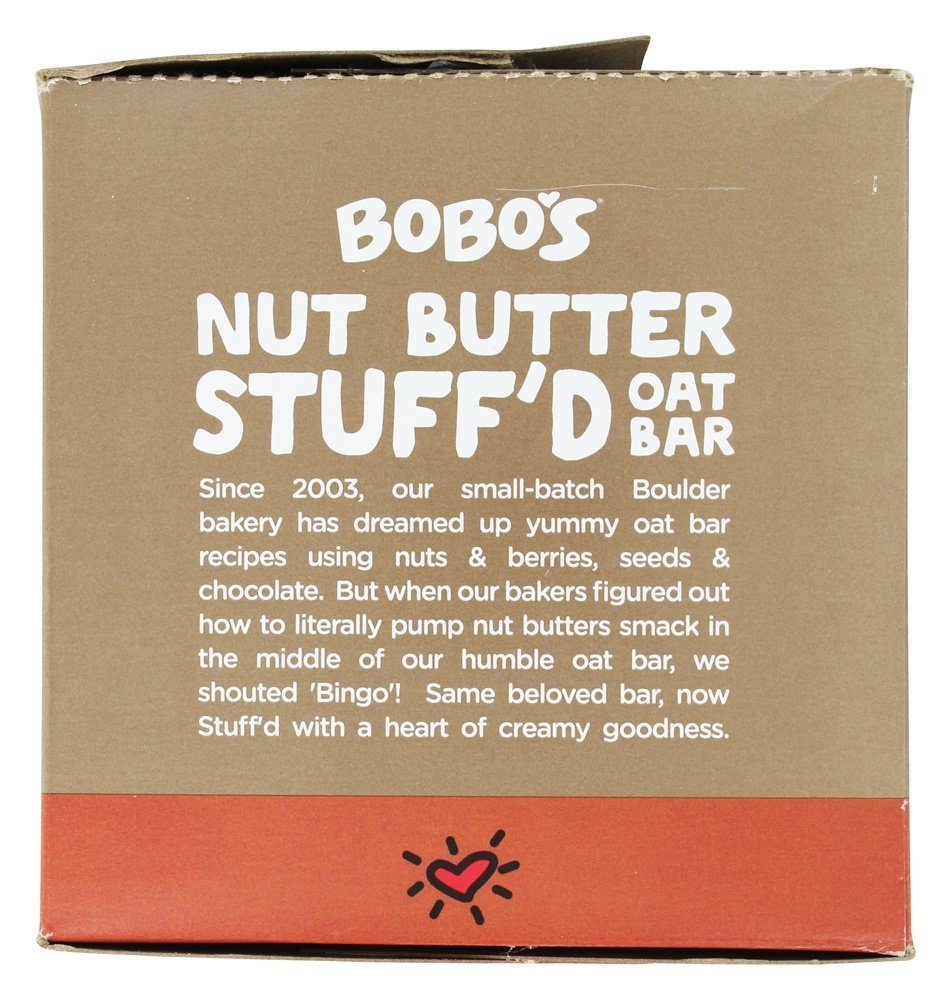 BOBO'S®
NUT BUTTER
STUFF'D OAT BAR
Since 2003, our small-batch Boulder
bakery has dreamed up yummy oat bar
recipes using nuts & berries, seeds &
chocolate. But when our bakers figured out
how to literally pump nut butters smack in
the middle of our humble oat bar, we
shouted 'Bingo'! Same beloved bar, now
Stuff'd with a heart of creamy goodness.